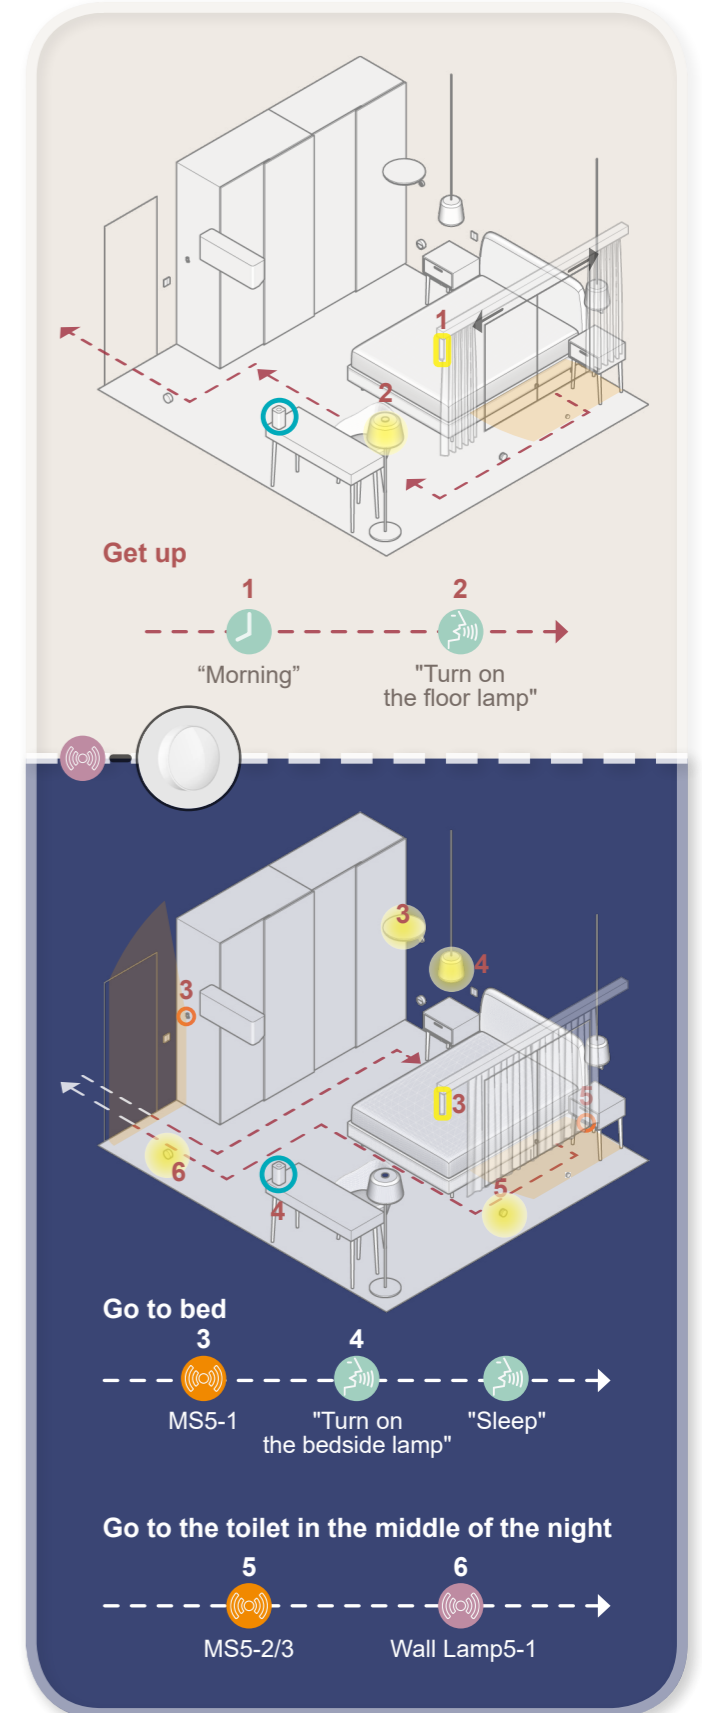 1
2
Get up
1
2
“Morning”
"Turn on
the floor lamp"
3
4
3
3
5
6
5
4
Go to bed
3
4
MS5-1
"Turn on
the bedside lamp"
"Sleep"
Go to the toilet in the middle of the night
5
6
MS5-2/3
Wall Lamp5-1